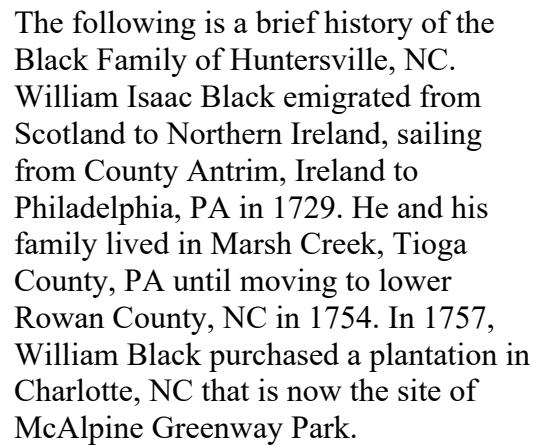 The following is a brief history of the
Black Family of Huntersville, NC.
William Isaac Black emigrated from
Scotland to Northern Ireland, sailing
from County Antrim, Ireland to
Philadelphia, PA in 1729. He and his
family lived in Marsh Creek, Tioga
County, PA until moving to lower
Rowan County, NC in 1754. In 1757,
William Black purchased a plantation in
Charlotte, NC that is now the site of
McAlpine Greenway Park.